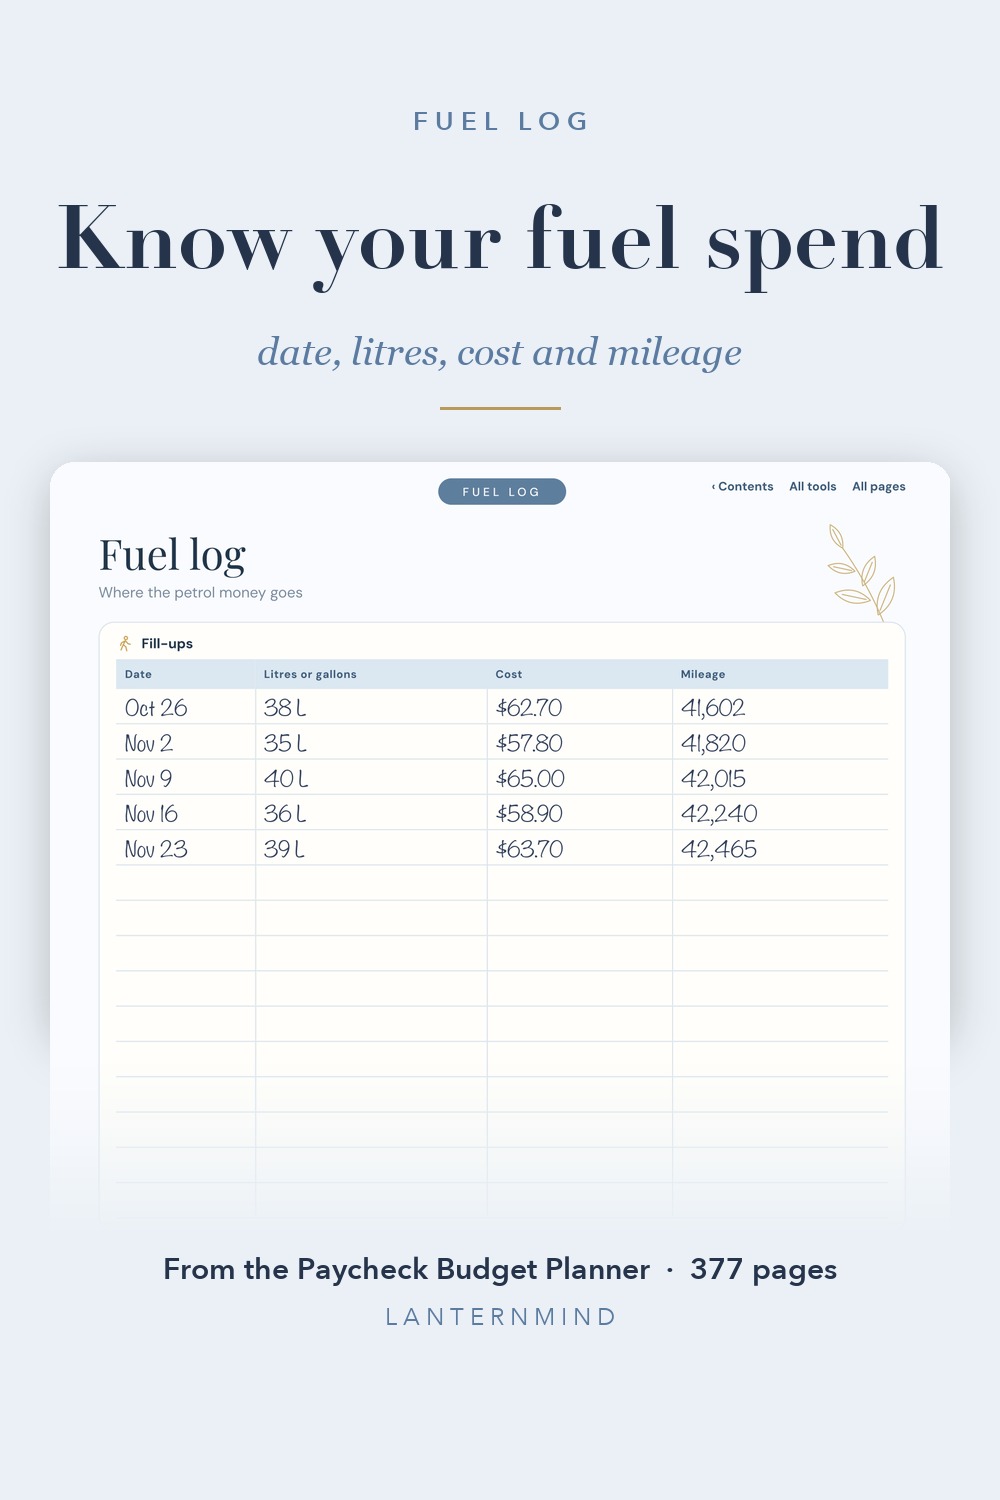 FUEL LOG
Know your fuel spend
date, litres, cost and mileage
FUEL LOG
‹ Contents All tools All pages
Fuel log
Where the petrol money goes
Fill-ups
Date Litres or gallons Cost Mileage
Oct 26 38 L $62.70 41,602
Nov 2 35 L $57.80 41,820
Nov 9 40 L $65.00 42,015
Nov 16 36 L $58.90 42,240
Nov 23 39 L $63.70 42,465
From the Paycheck Budget Planner · 377 pages
LANTERNMIND